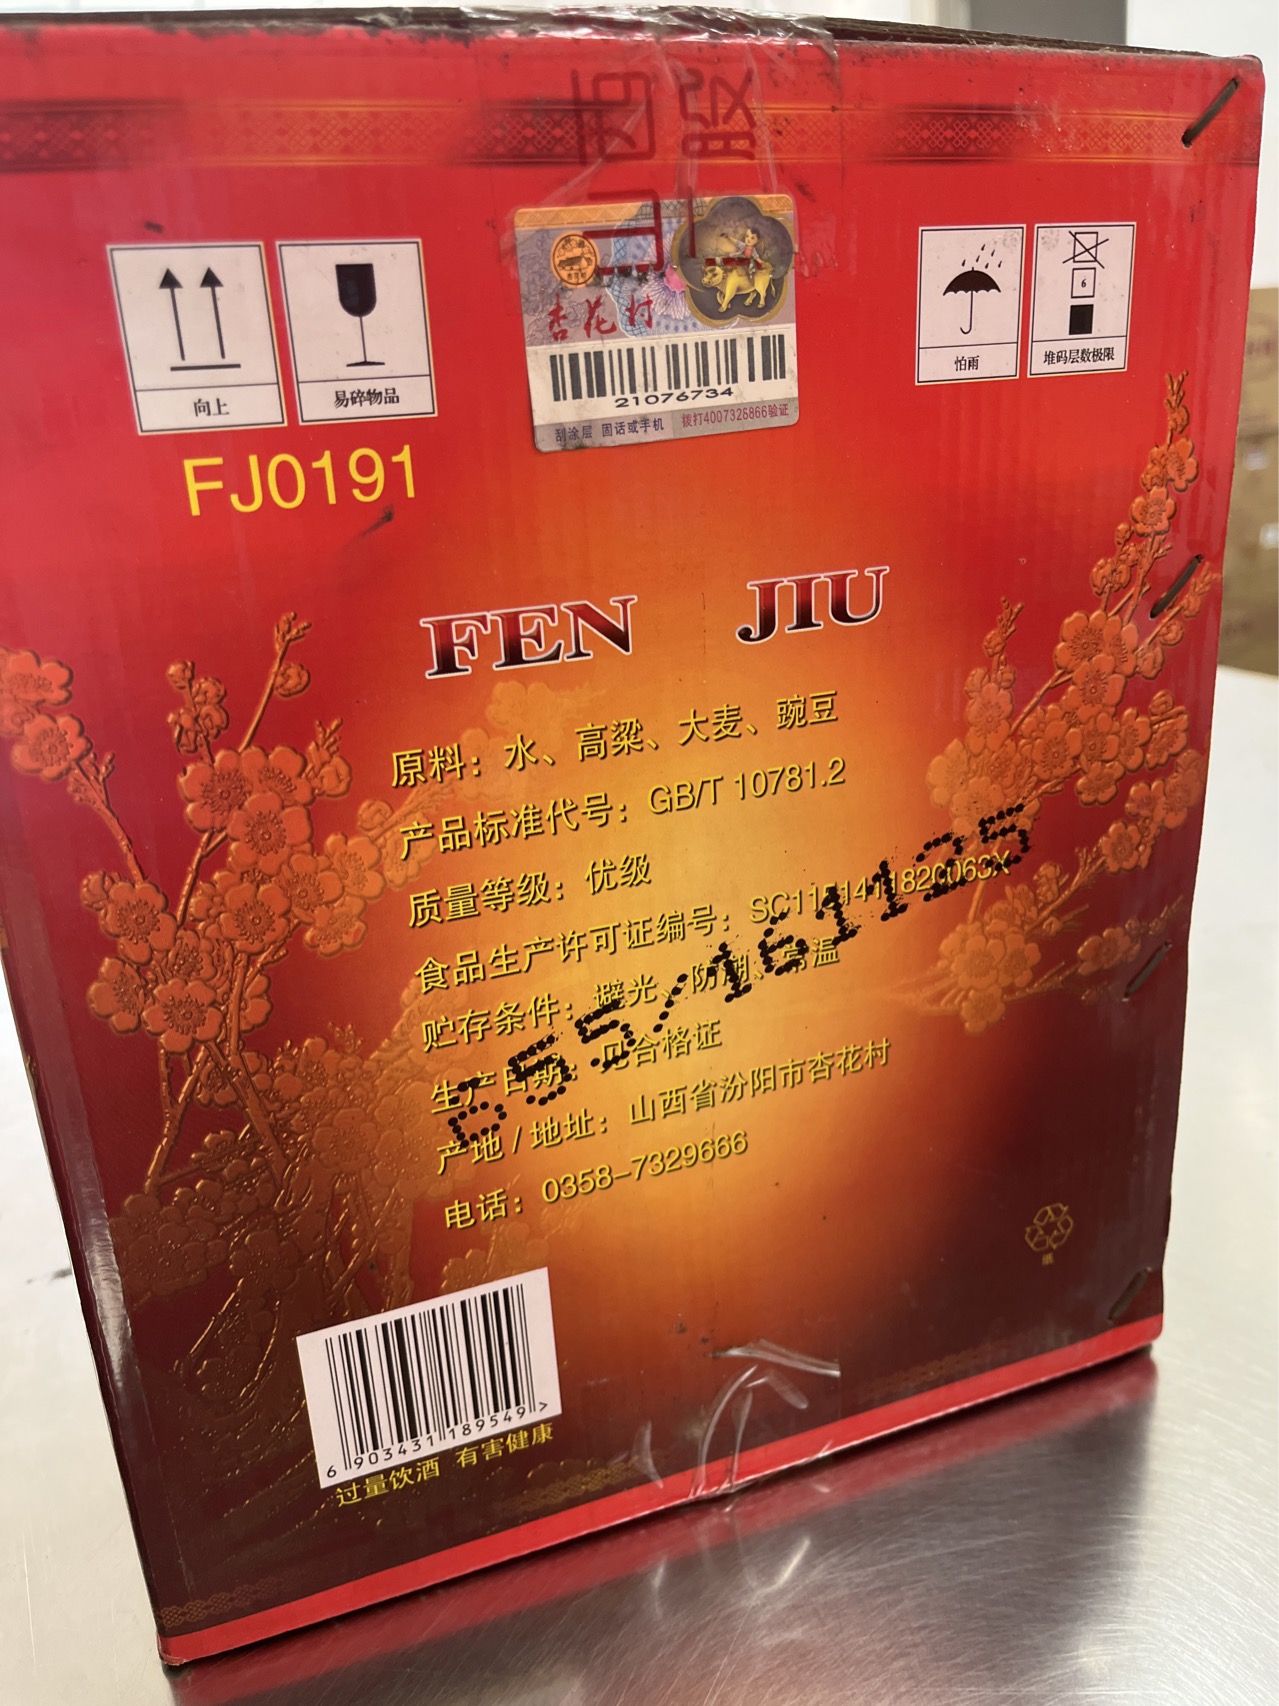 向上
易碎物品
杏花村
21076734
刮涂层 固话或手机 拨打4007325866验证
怕雨
6
堆码层数极限
FJ0191
FEN JIU
原料：水、高粱、大麦、豌豆
产品标准代号：GB/T 10781.2
质量等级：优级
食品生产许可证编号：
贮存条件：避光、防潮、常温
生产日期：见合格证
产地/地址：山西省汾阳市杏花村
电话：0358-7329666
6 903431 189549 >
过量饮酒 有害健康